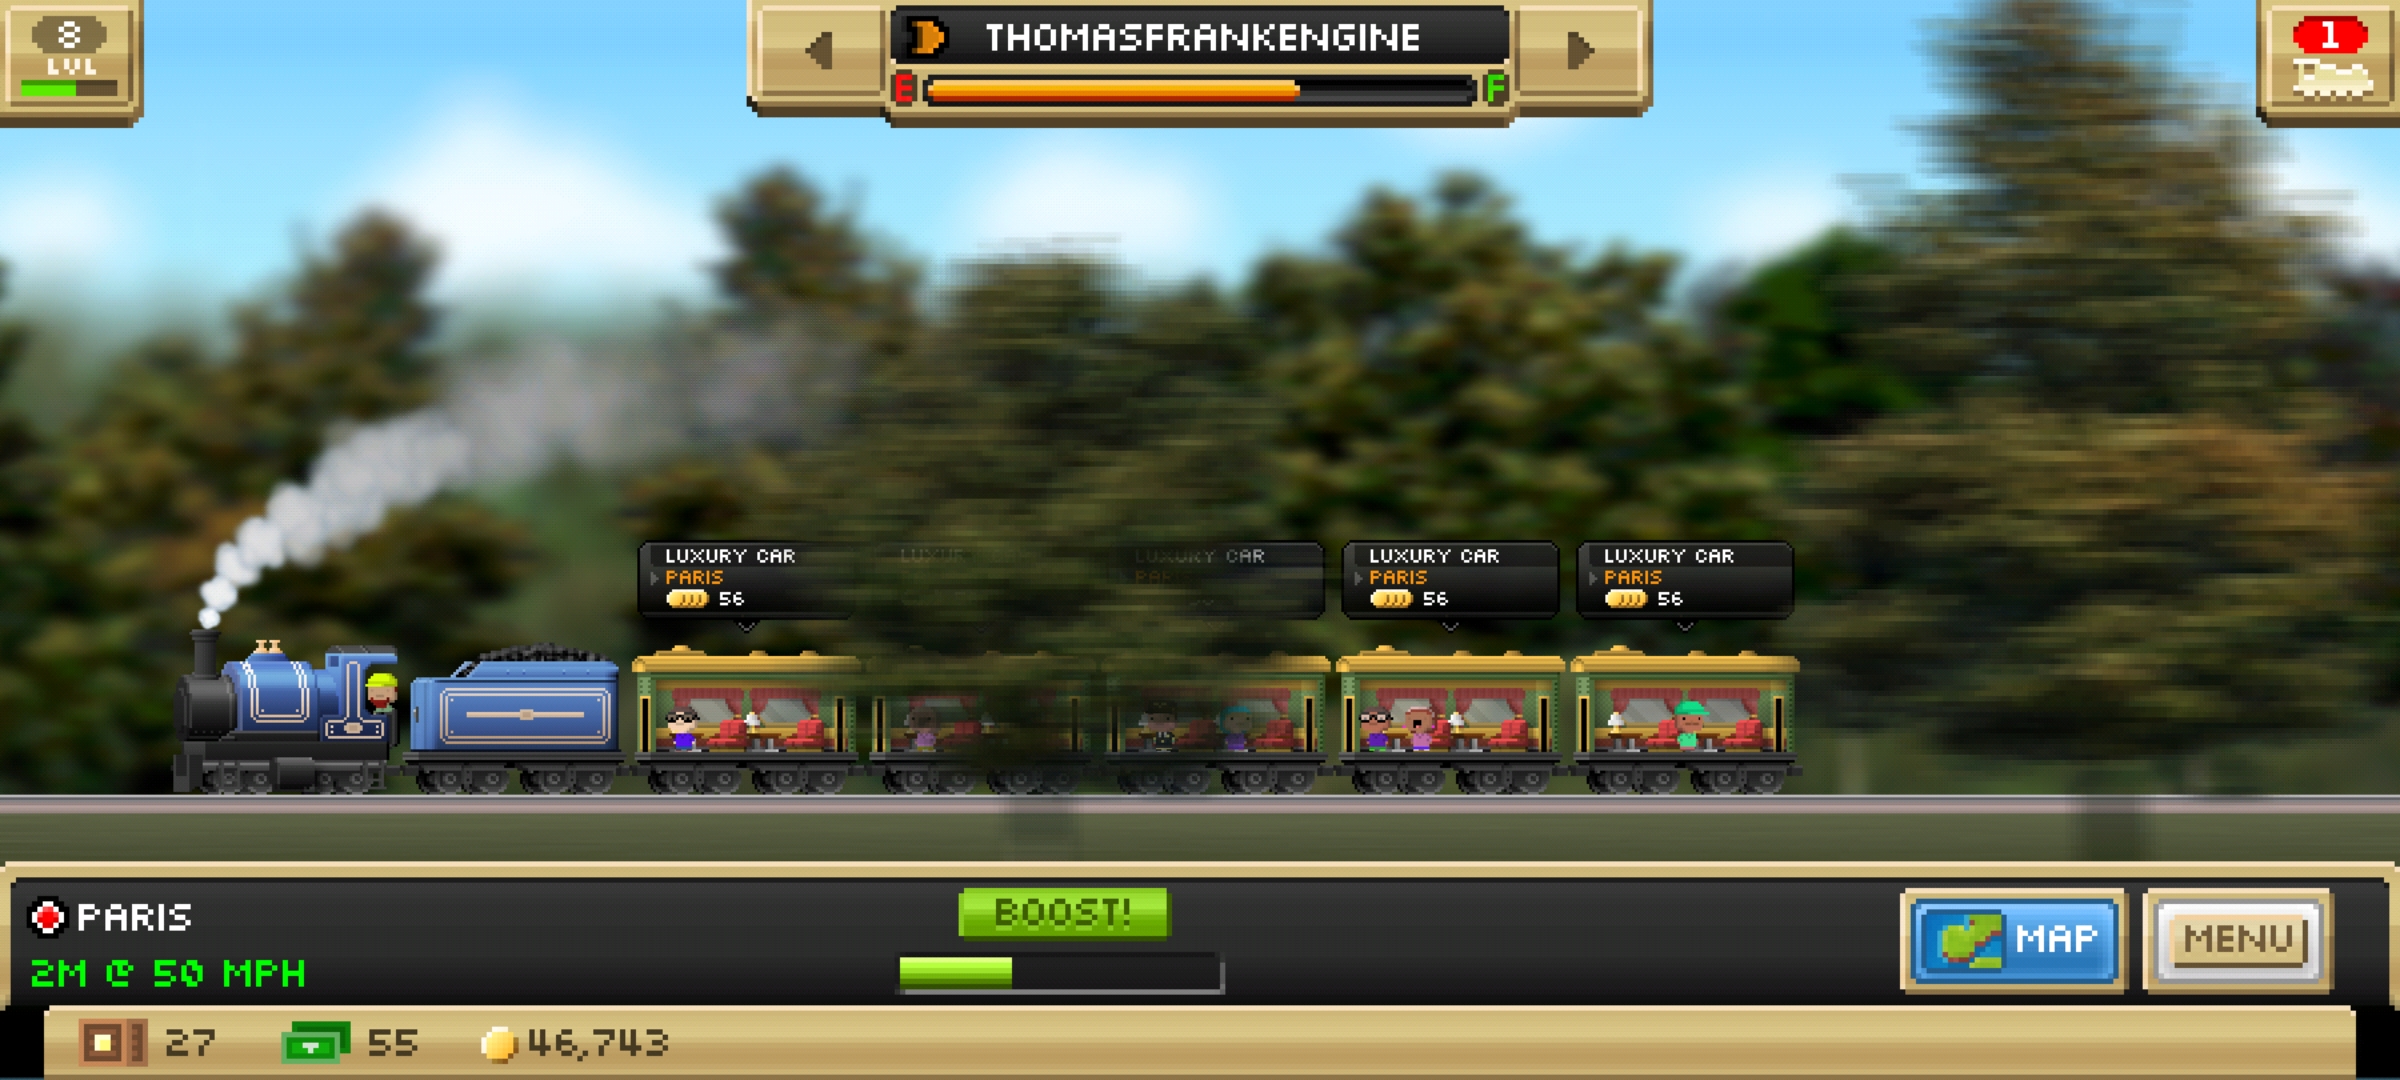 8
LVL
THOMASFRANKENGINE
E F
1
LUXURY CAR
PARIS
56
LUXURY CAR
LUXURY CAR
PARIS
56
LUXURY CAR
PARIS
56
PARIS
2M @ 50 MPH
BOOST!
MAP
MENU
27
55
46,743